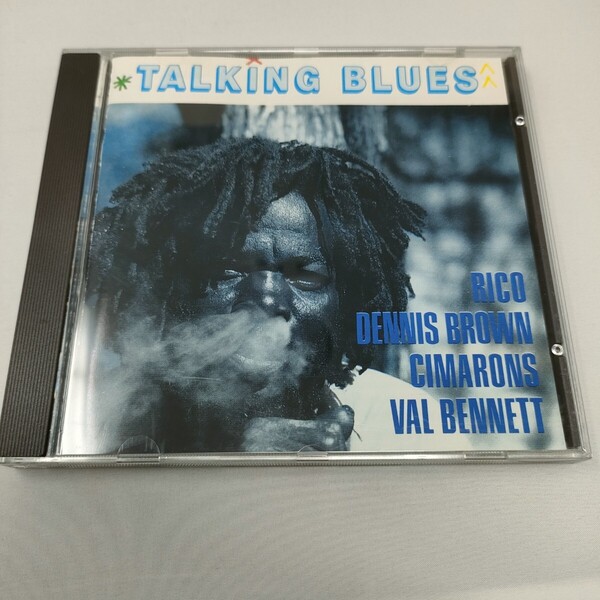 TALKING BLUES
RICO
DENNIS BROWN
CIMARONS
VAL BENNETT